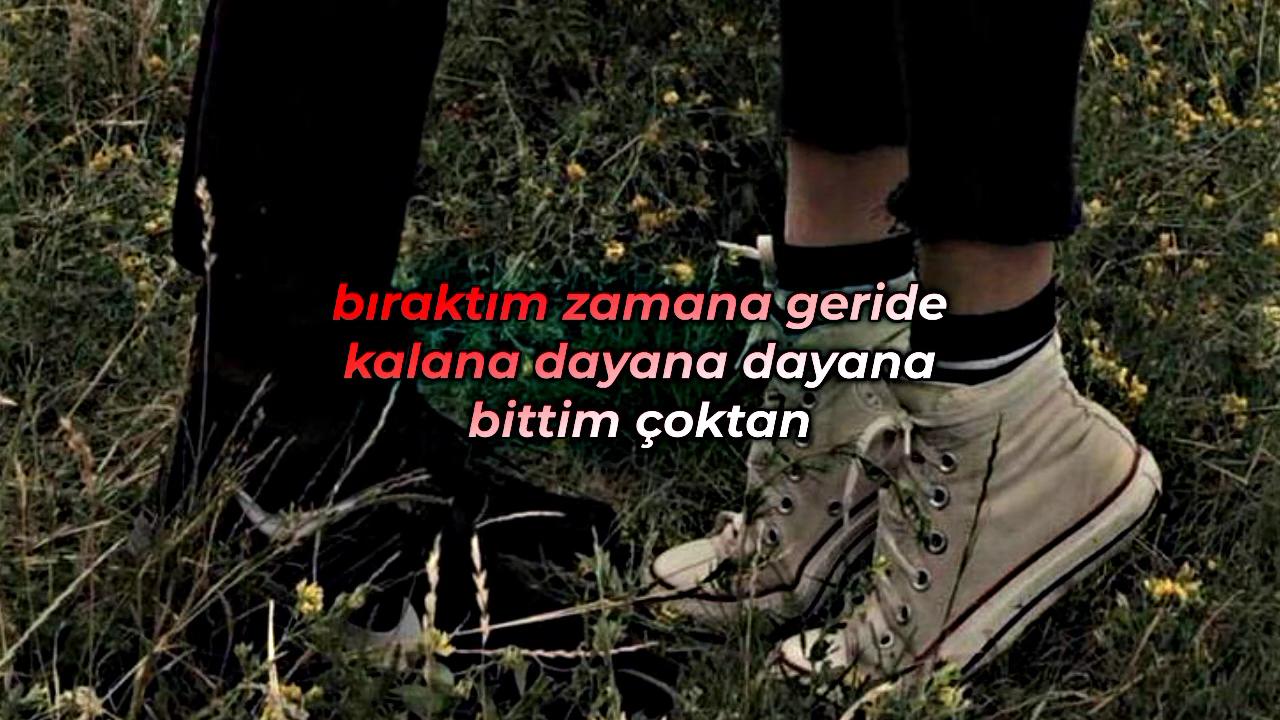 bıraktım zamana geride
kalana dayana dayana
bittim çoktan